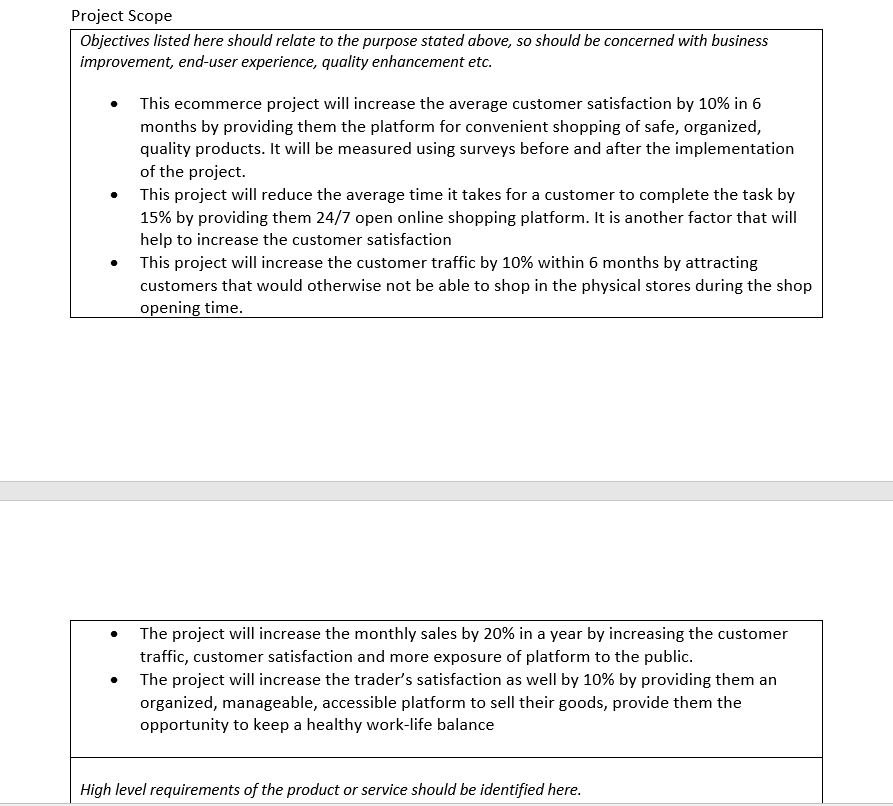 Project Scope
Objectives listed here should relate to the purpose stated above, so should be concerned with business
improvement, end-user experience, quality enhancement etc.
• This ecommerce project will increase the average customer satisfaction by 10% in 6
months by providing them the platform for convenient shopping of safe, organized,
quality products. It will be measured using surveys before and after the implementation
of the project.
• This project will reduce the average time it takes for a customer to complete the task by
15% by providing them 24/7 open online shopping platform. It is another factor that will
help to increase the customer satisfaction
• This project will increase the customer traffic by 10% within 6 months by attracting
customers that would otherwise not be able to shop in the physical stores during the shop
opening time.
• The project will increase the monthly sales by 20% in a year by increasing the customer
traffic, customer satisfaction and more exposure of platform to the public.
• The project will increase the trader’s satisfaction as well by 10% by providing them an
organized, manageable, accessible platform to sell their goods, provide them the
opportunity to keep a healthy work-life balance
High level requirements of the product or service should be identified here.